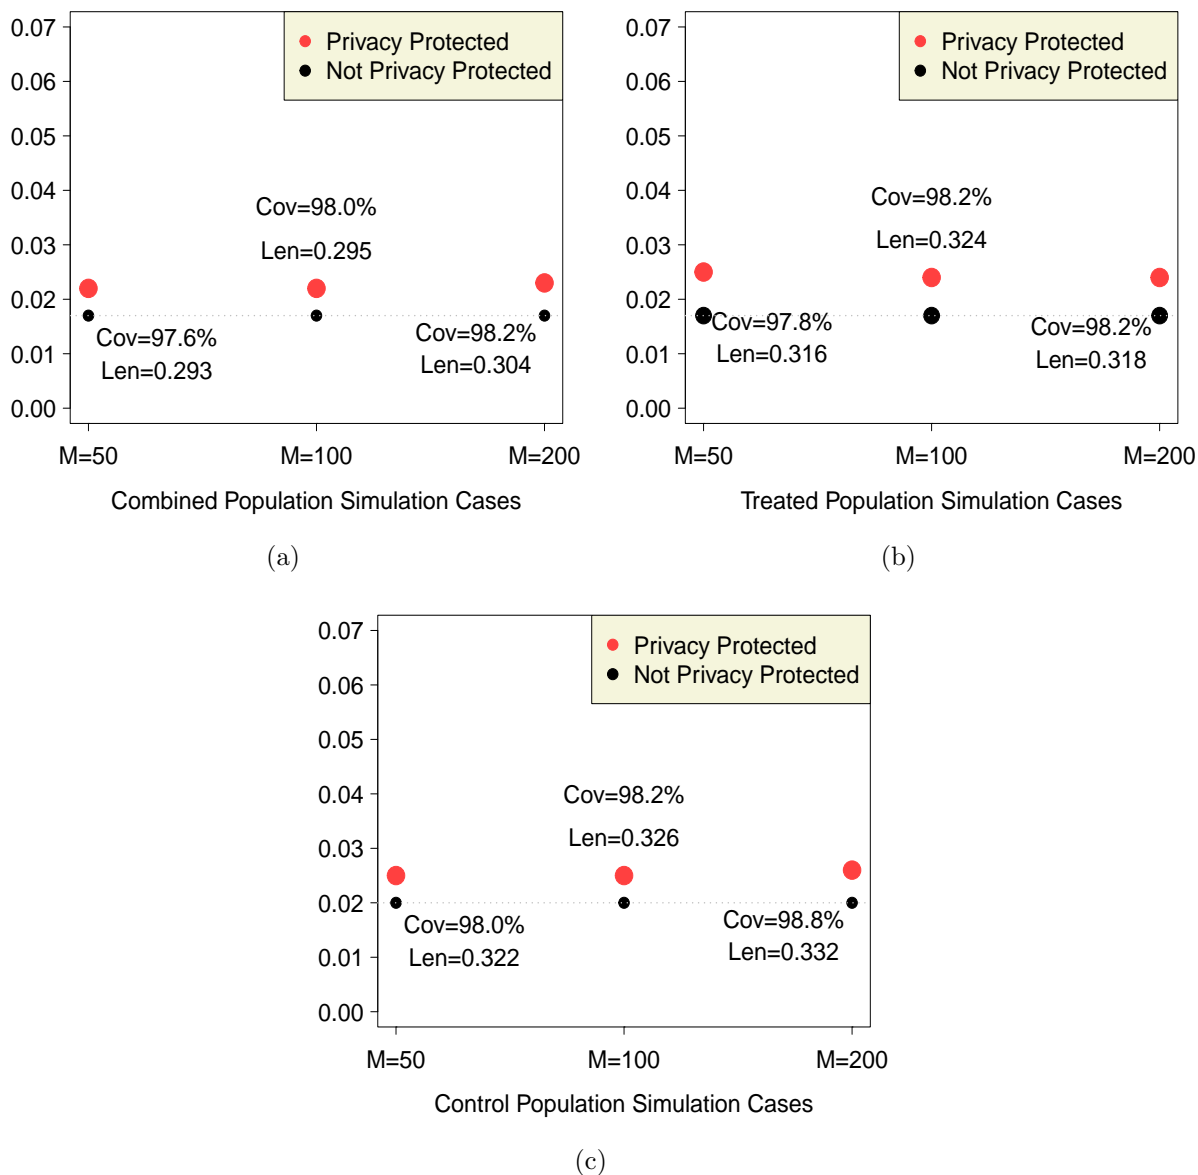 0.07
0.06
0.05
0.04
0.03
0.02
0.01
0.00
Privacy Protected
Not Privacy Protected
Cov=98.0%
Len=0.295
Cov=97.6%
Len=0.293
Cov=98.2%
Len=0.304
M=50 M=100 M=200
Combined Population Simulation Cases
(a)
0.07
0.06
0.05
0.04
0.03
0.02
0.01
0.00
Privacy Protected
Not Privacy Protected
Cov=98.2%
Len=0.324
Cov=97.8%
Len=0.316
Cov=98.2%
Len=0.318
M=50 M=100 M=200
Treated Population Simulation Cases
(b)
0.07
0.06
0.05
0.04
0.03
0.02
0.01
0.00
Privacy Protected
Not Privacy Protected
Cov=98.2%
Len=0.326
Cov=98.0%
Len=0.322
Cov=98.8%
Len=0.332
M=50 M=100 M=200
Control Population Simulation Cases
(c)